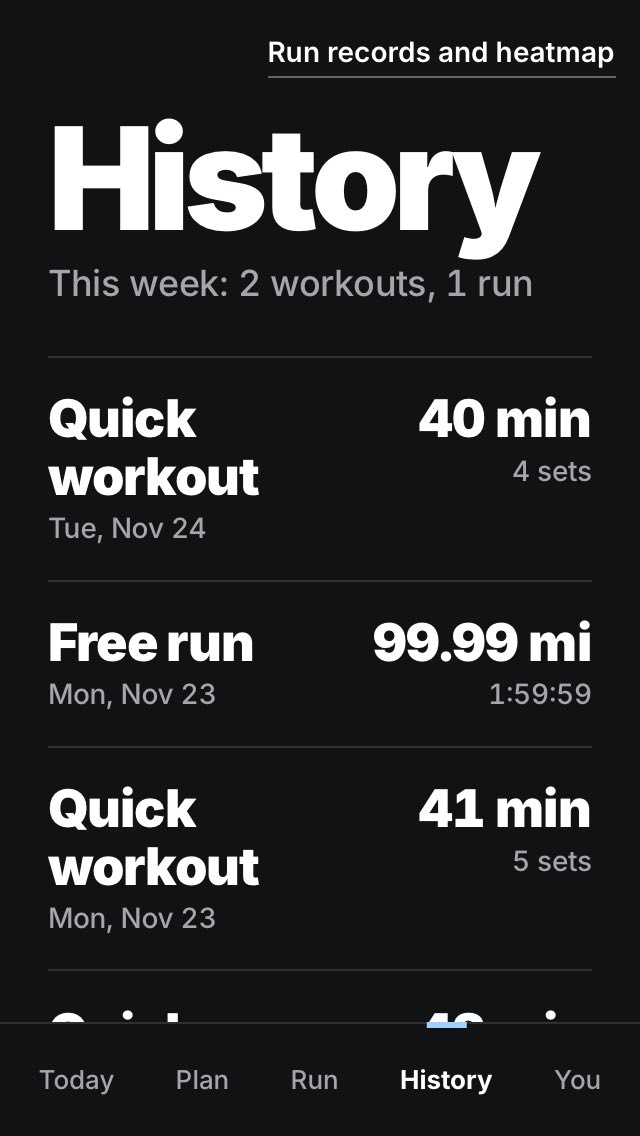 Run records and heatmap
History
This week: 2 workouts, 1 run
Quick
workout
40 min
4 sets
Tue, Nov 24
Free run
99.99 mi
Mon, Nov 23
1:59:59
Quick
workout
41 min
5 sets
Mon, Nov 23
Today
Plan
Run
History
You